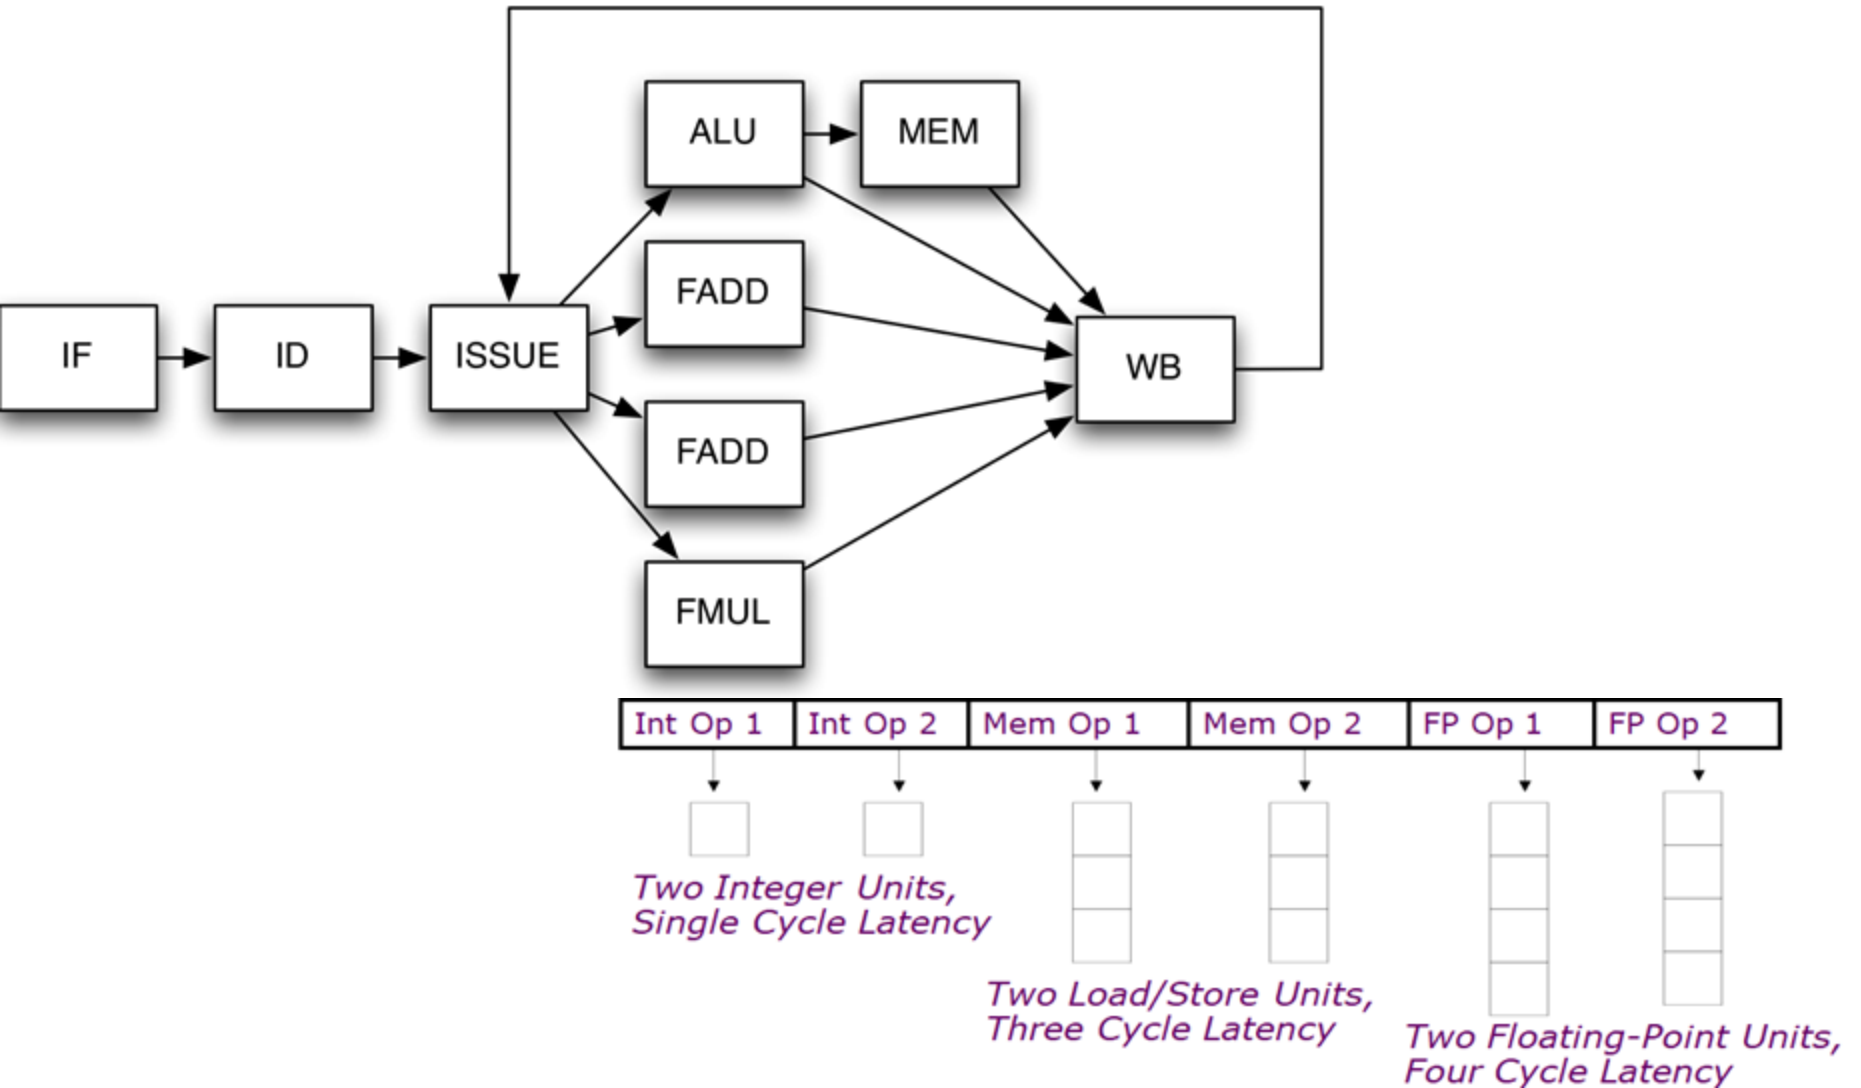 ALU
MEM
FADD
IF
ID
ISSUE
WB
FADD
FMUL
Int Op 1
Int Op 2
Mem Op 1
Mem Op 2
FP Op 1
FP Op 2
Two Integer Units,
Single Cycle Latency
Two Load/Store Units,
Three Cycle Latency
Two Floating-Point Units,
Four Cycle Latency